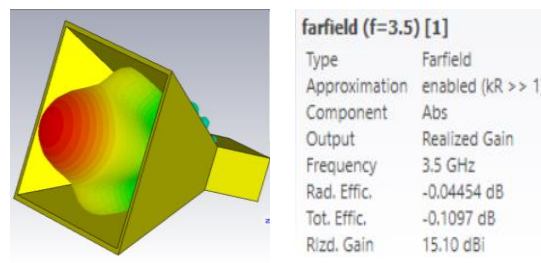 farfield (f=3.5) [1]
Type Farfield
Approximation enabled (kR >> 1
Component Abs
Output Realized Gain
Frequency 3.5 GHz
Rad. Effic. -0.04454 dB
Tot. Effic. -0.1097 dB
Rlzd. Gain 15.10 dBi